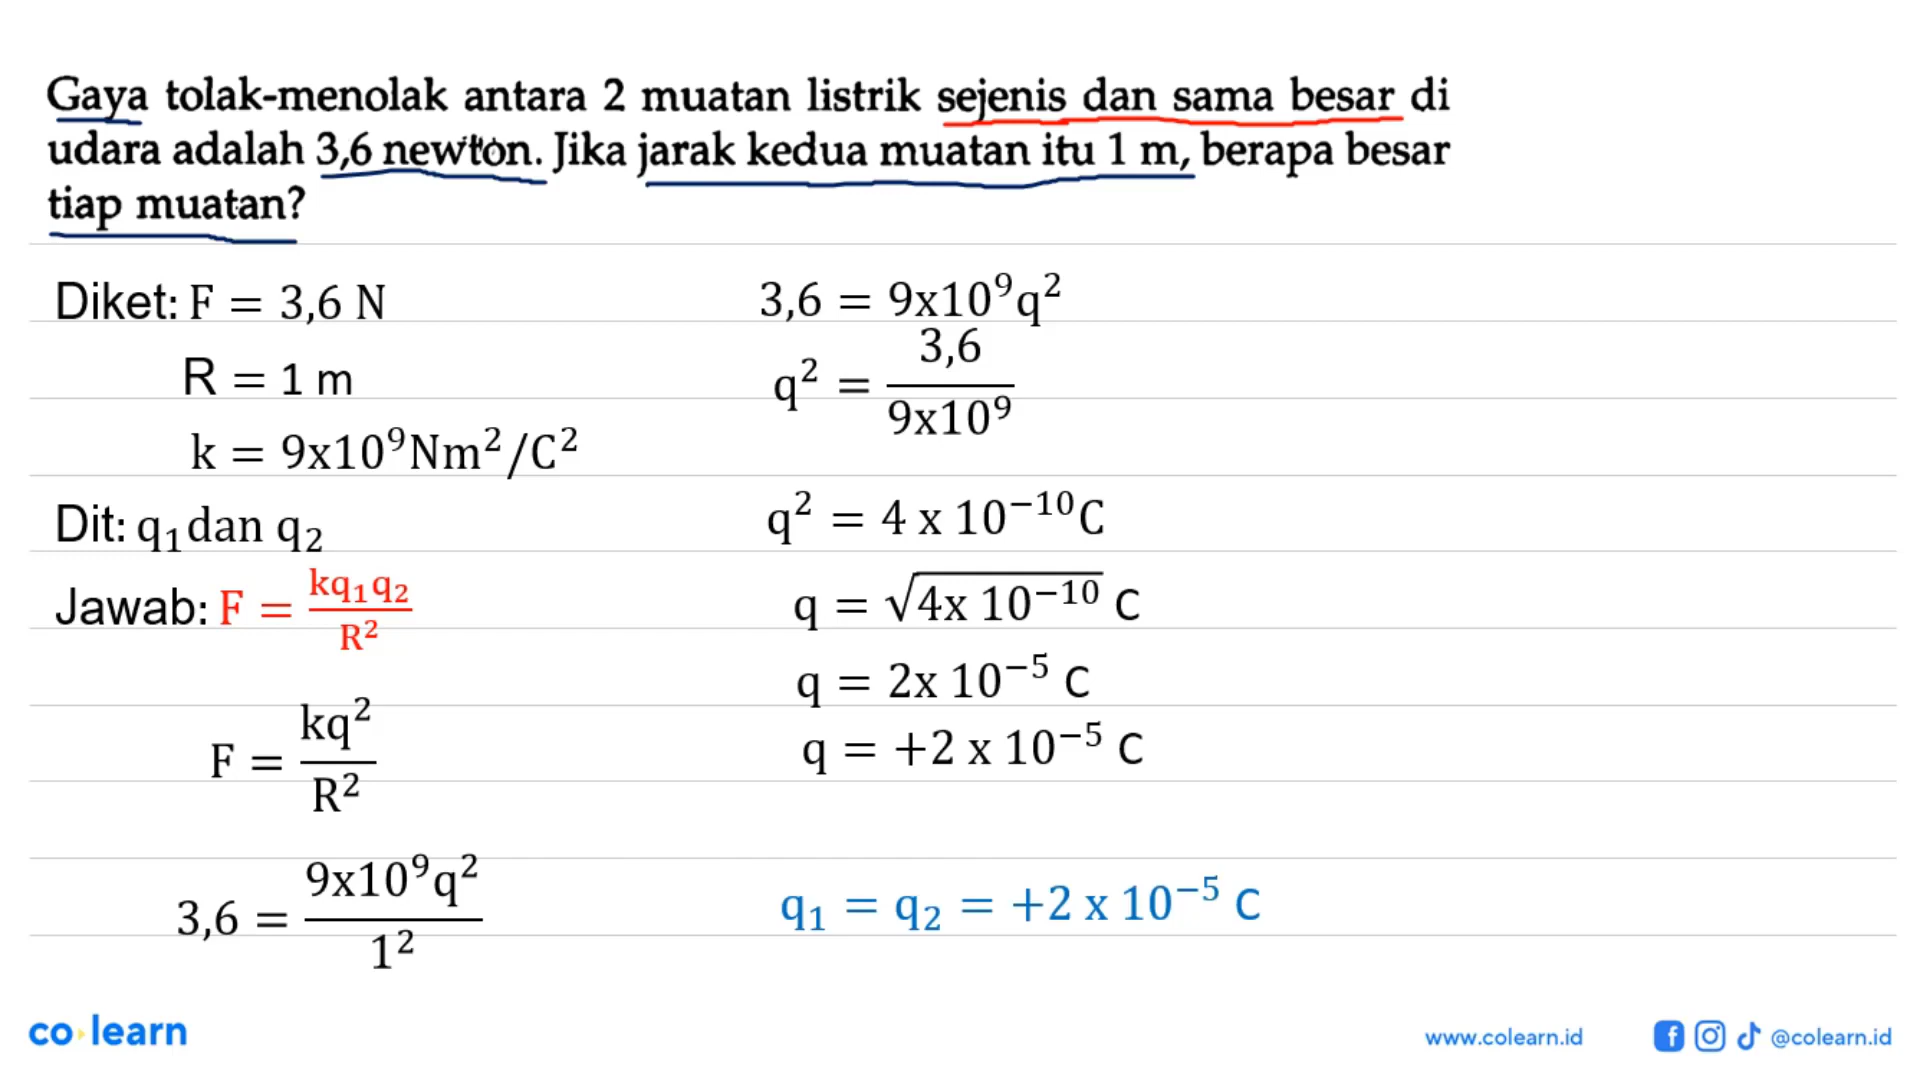 Gaya tolak-menolak antara 2 muatan listrik sejenis dan sama besar di
udara adalah 3,6 newton. Jika jarak kedua muatan itu 1 m, berapa besar
tiap muatan?
Diket: F = 3,6 N
R = 1 m
k = 9x10⁹Nm²/C²
Dit: q₁dan q₂
Jawab: F = kq₁q₂/R²
F = kq²/R²
3,6 = 9x10⁹q²/1²
3,6 = 9x10⁹q²
q² = 3,6/9x10⁹
q² = 4 x 10⁻¹⁰C
q = √4x 10⁻¹⁰ C
q = 2x 10⁻⁵ C
q = +2 x 10⁻⁵ C
q₁ = q₂ = +2 x 10⁻⁵ C
co learn
www.colearn.id
@colearn.id